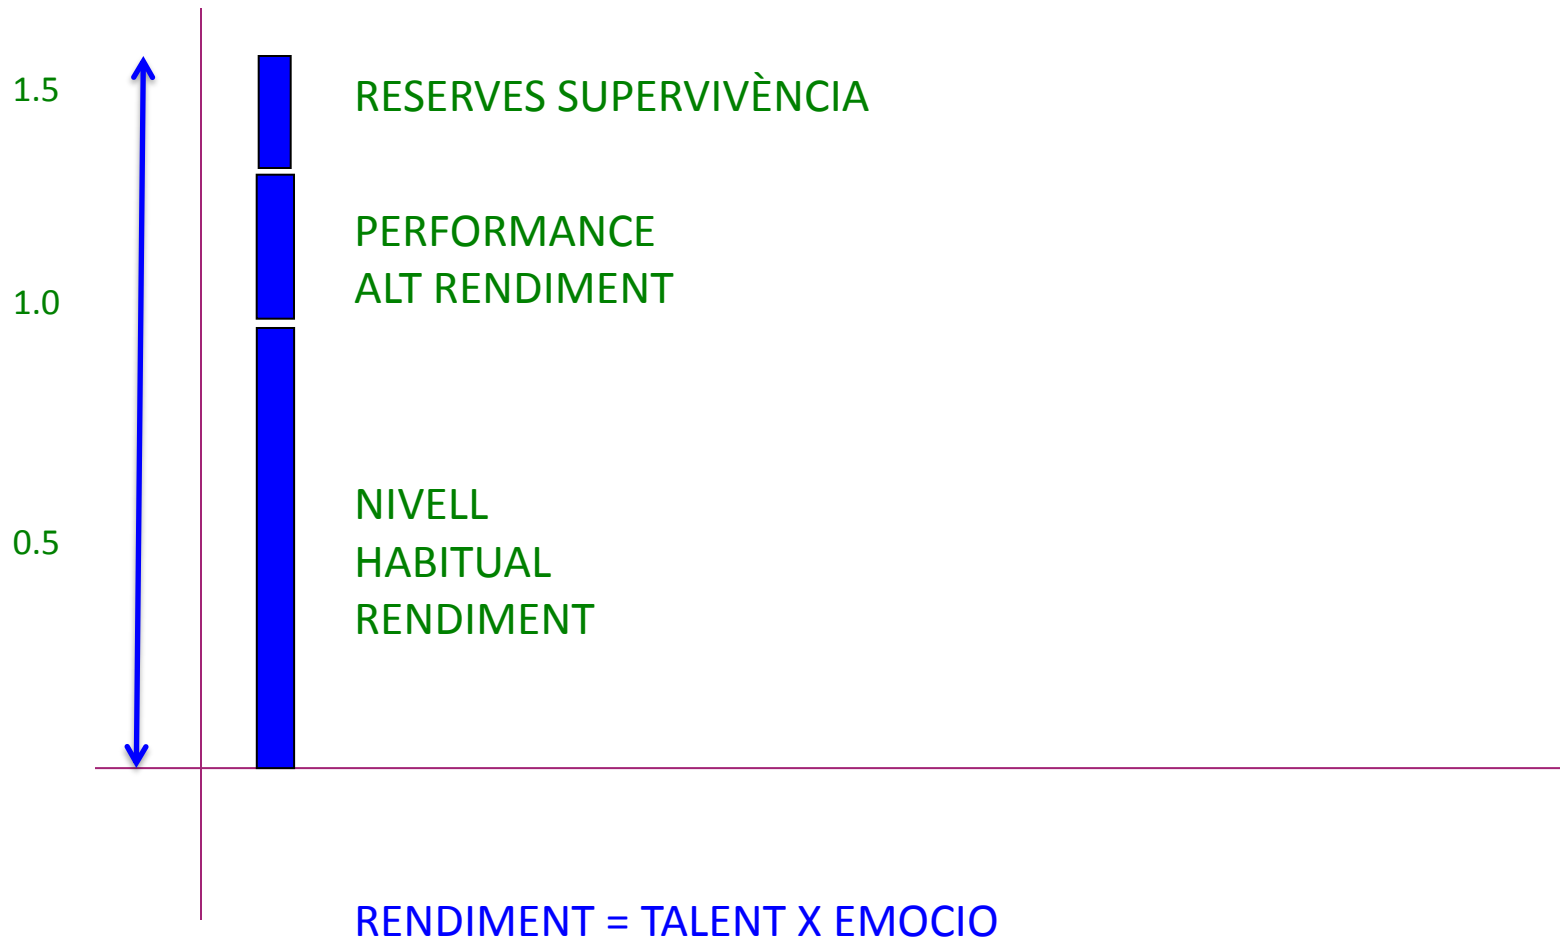 1.5
RESERVES SUPERVIVÈNCIA
PERFORMANCE
ALT RENDIMENT
1.0
NIVELL
HABITUAL
RENDIMENT
0.5
RENDIMENT = TALENT X EMOCIO